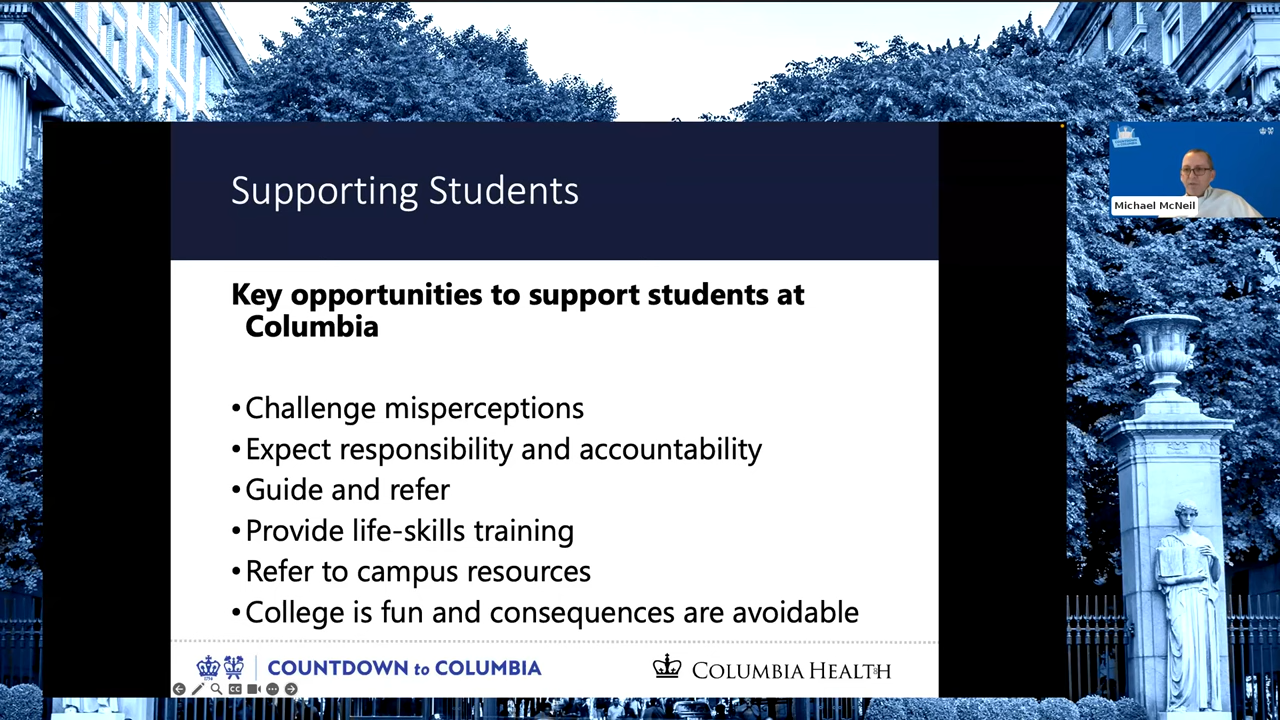 Supporting Students
Michael McNeil
Key opportunities to support students at
Columbia
•Challenge misperceptions
•Expect responsibility and accountability
•Guide and refer
•Provide life-skills training
•Refer to campus resources
•College is fun and consequences are avoidable
COUNTDOWN to COLUMBIA
COLUMBIA HEALTH